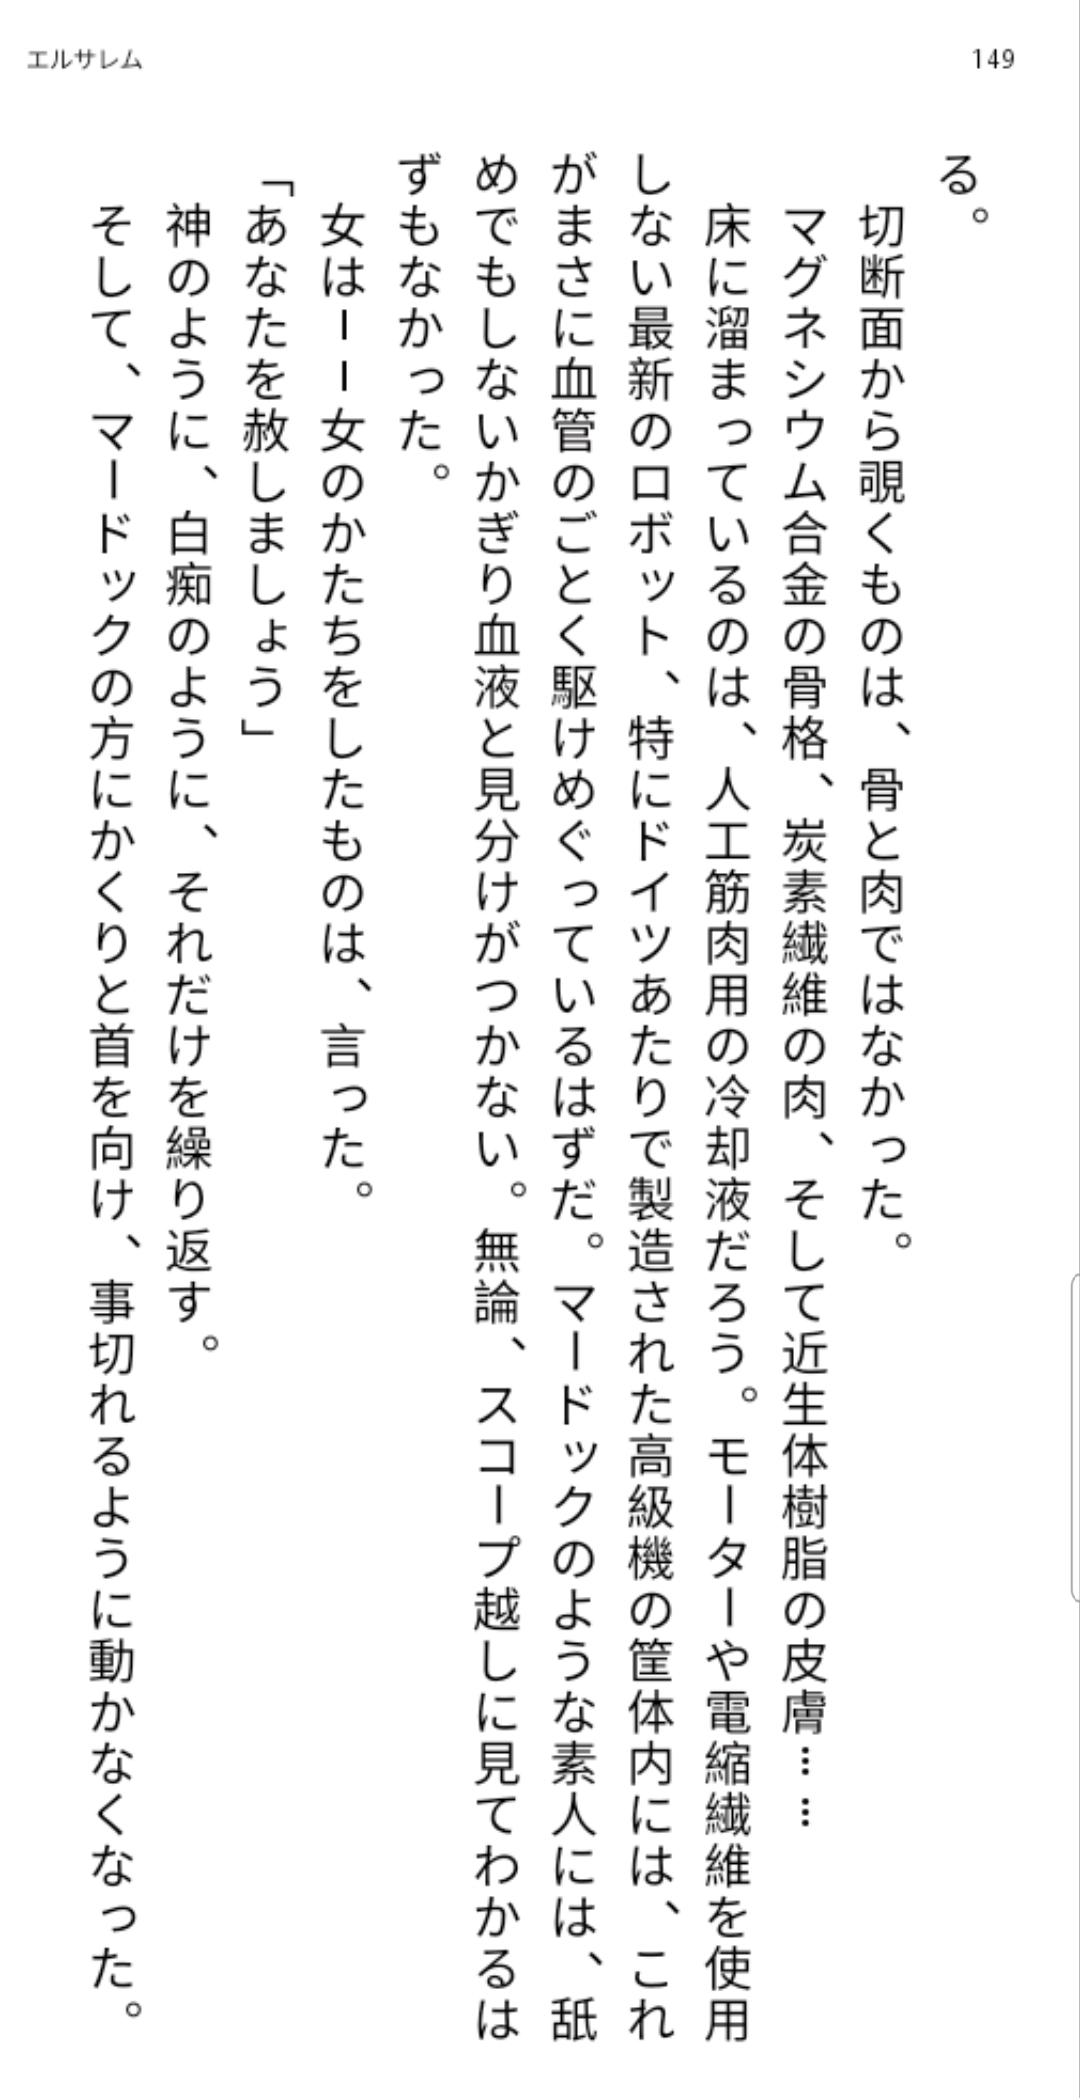 エルサレム
149
る。
切断面から覗くものは、骨と肉ではなかった。
マグネシウム合金の骨格、炭素繊維の肉、そして近生体樹脂の皮膚……
床に溜まっているのは、人工筋肉用の冷却液だろう。モーターや電縮繊維を使用
しない最新のロボット、特にドイツあたりで製造された高級機の筐体内には、これ
がまさに血管のごとく駆けめぐっているはずだ。マードックのような素人には、舐
めでもしないかぎり血液と見分けがつかない。無論、スコープ越しに見てわかるは
ずもなかった。
女はーー女のかたちをしたものは、言った。
「あなたを赦しましょう」
神のように、白痴のように、それだけを繰り返す。
そして、マードックの方にかくりと首を向け、事切れるように動かなくなった。